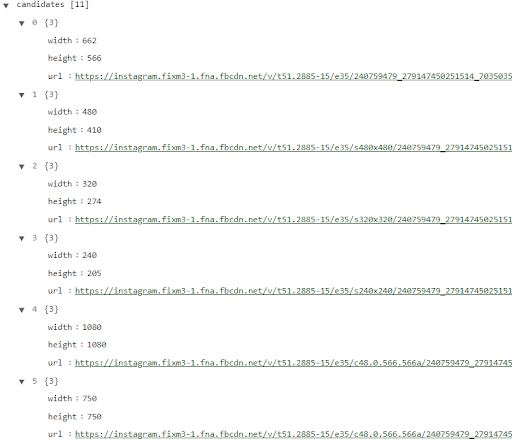 candidates [11]
0 {3}
width : 662
height : 566
url : https://instagram.fixm3-1.fna.fbcdn.net/v/t51.2885-15/e35/240759479_279147450251514_7035035
1 {3}
width : 480
height : 410
url : https://instagram.fixm3-1.fna.fbcdn.net/v/t51.2885-15/e35/s480x480/240759479_27914745025151
2 {3}
width : 320
height : 274
url : https://instagram.fixm3-1.fna.fbcdn.net/v/t51.2885-15/e35/s320x320/240759479_27914745025151
3 {3}
width : 240
height : 205
url : https://instagram.fixm3-1.fna.fbcdn.net/v/t51.2885-15/e35/s240x240/240759479_27914745025151
4 {3}
width : 1080
height : 1080
url : https://instagram.fixm3-1.fna.fbcdn.net/v/t51.2885-15/e35/c48.0.566.566a/240759479_27914745
5 {3}
width : 750
height : 750
url : https://instagram.fixm3-1.fna.fbcdn.net/v/t51.2885-15/e35/c48.0.566.566a/240759479_27914745